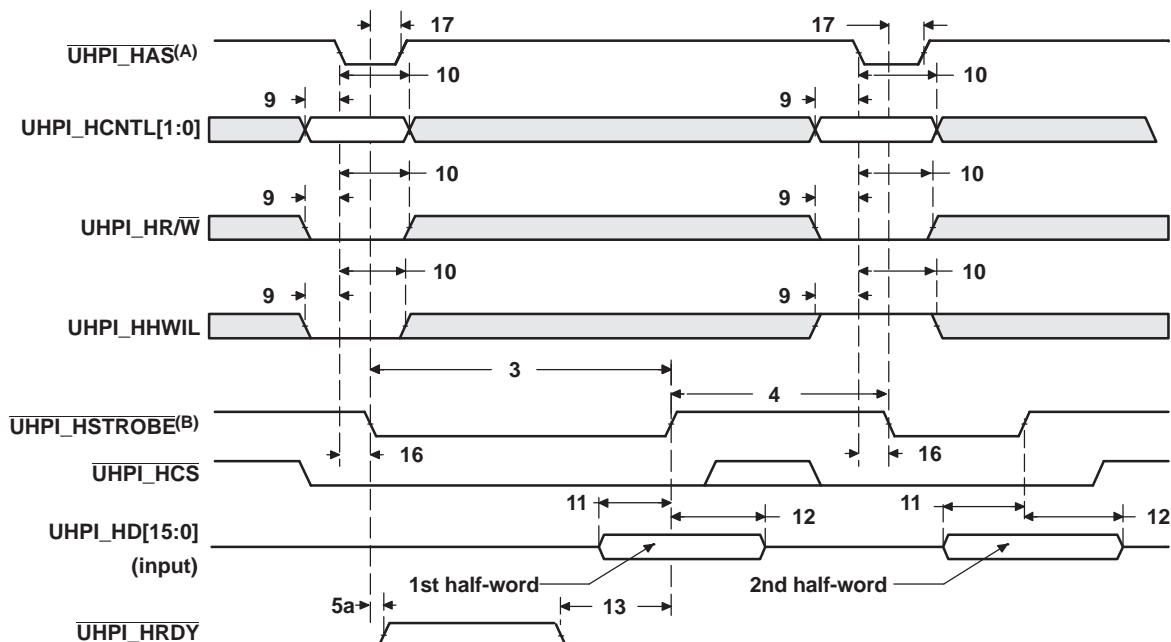 17 17
UHPI_HAS(A)
10 10
9 9
UHPI_HCNTL[1:0]
10 10
9 9
UHPI_HR/W
10 10
9 9
UHPI_HHWIL
3
4
UHPI_HSTROBE(B)
16 16
UHPI_HCS
11 12 11 12
UHPI_HD[15:0]
(input)
1st half-word 2nd half-word
5a 13
UHPI_HRDY